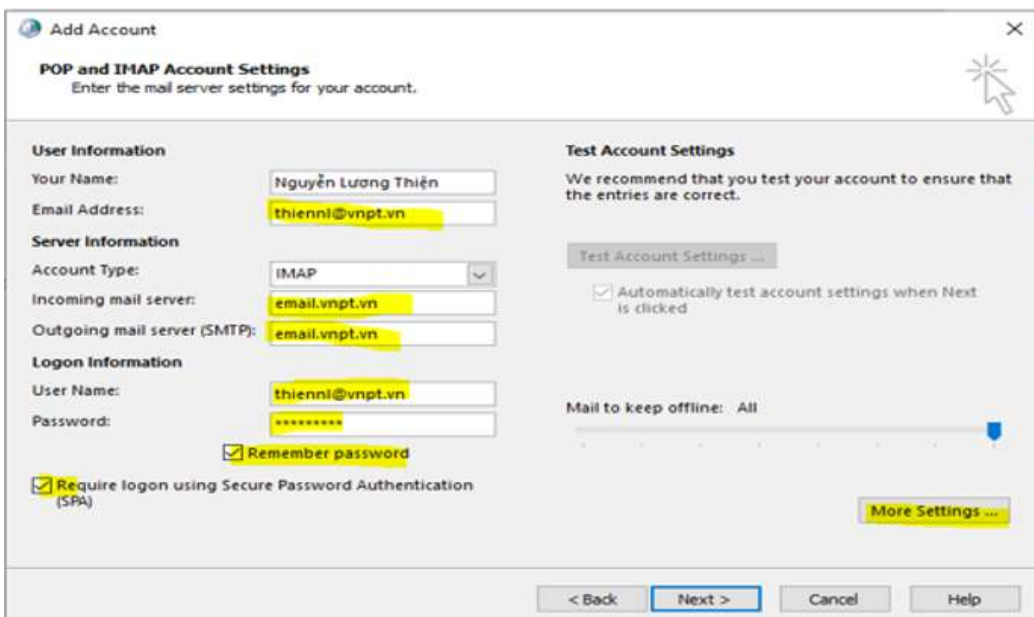 Add Account
POP and IMAP Account Settings
Enter the mail server settings for your account.
User Information
Your Name: Nguyễn Lương Thiện
Email Address: thiennl@vnpt.vn
Server Information
Account Type: IMAP
Incoming mail server: email.vnpt.vn
Outgoing mail server (SMTP): email.vnpt.vn
Logon Information
User Name: thiennl@vnpt.vn
Password: *********
Remember password
Require logon using Secure Password Authentication
(SPA)
Test Account Settings
We recommend that you test your account to ensure that
the entries are correct.
Test Account Settings ...
Automatically test account settings when Next
is clicked
Mail to keep offline: All
More Settings ...
< Back
Next >
Cancel
Help